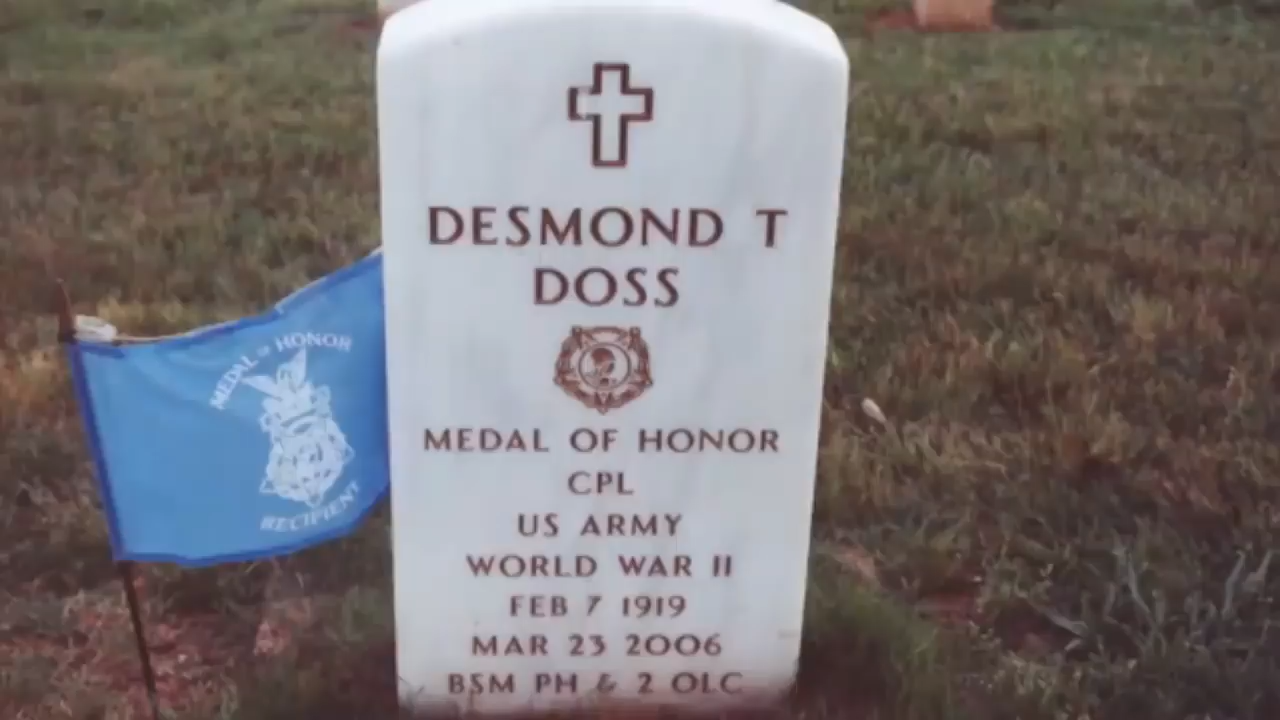 DESMOND T
DOSS
MEDAL OF HONOR
CPL
US ARMY
WORLD WAR II
FEB 7 1919
MAR 23 2006
BSM PH & 2 OLC
MEDAL OF HONOR
RECIPIENT